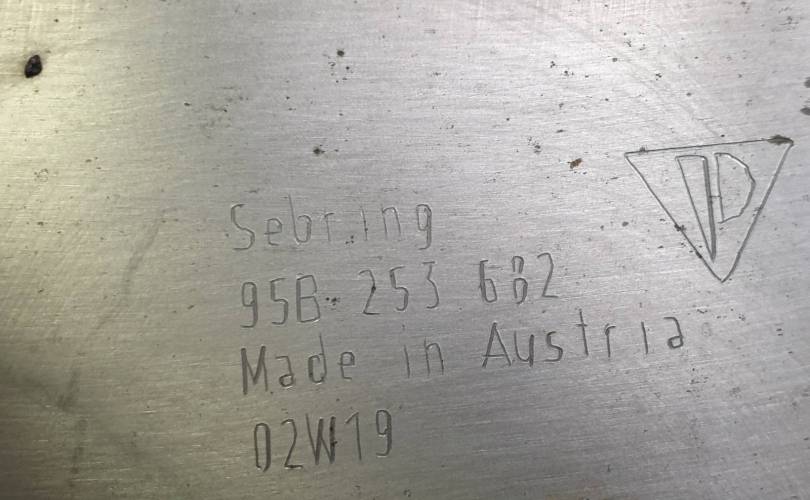 Sebring
95B 253 682
Made in Austria
02W19